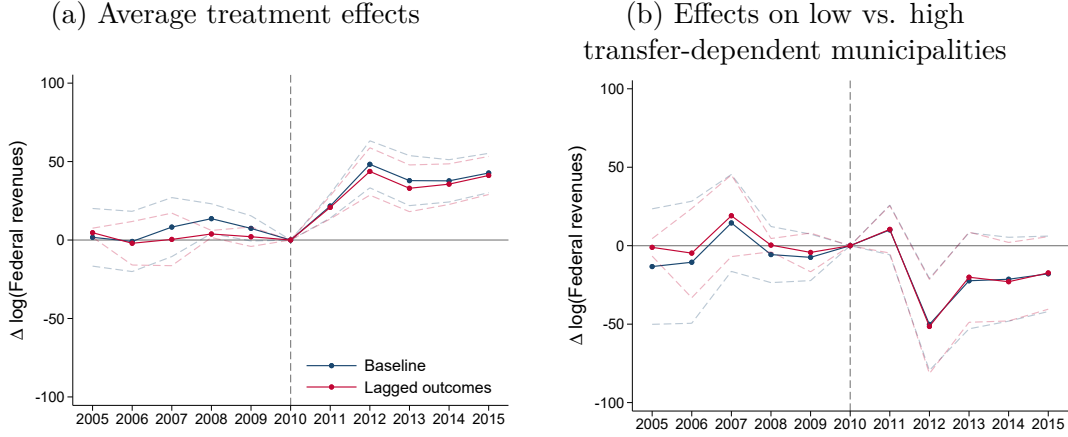 (a) Average treatment effects
Δ log(Federal revenues)
100
50
0
-50
-100
Baseline
Lagged outcomes
2005 2006 2007 2008 2009 2010 2011 2012 2013 2014 2015
(b) Effects on low vs. high
transfer-dependent municipalities
Δ log(Federal revenues)
100
50
0
-50
-100
2005 2006 2007 2008 2009 2010 2011 2012 2013 2014 2015